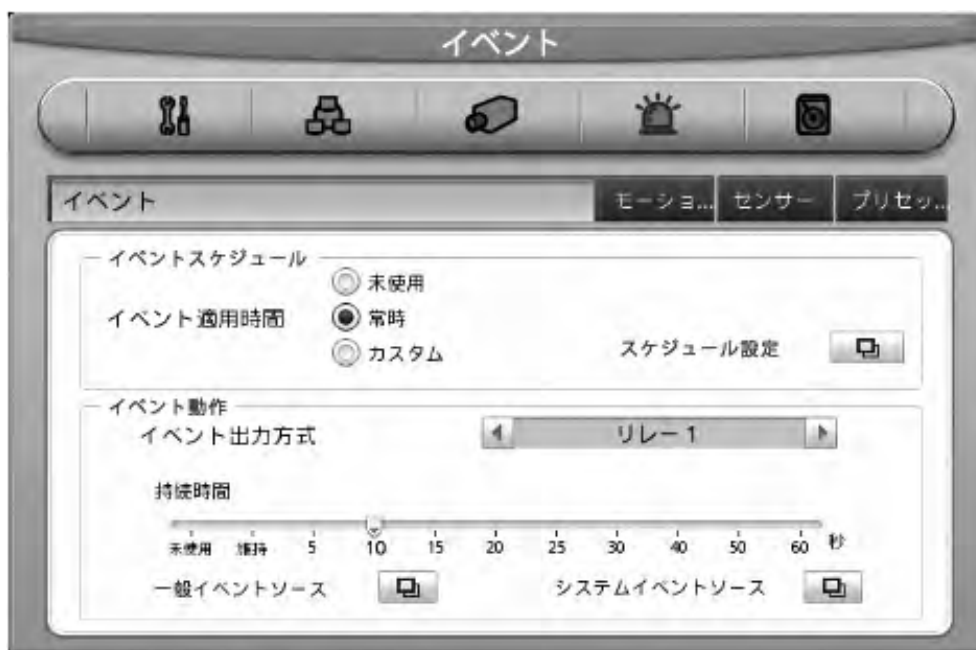 イベント
イベント モーショ... センサー プリセッ...
イベントスケジュール
未使用
イベント適用時間 常時
カスタム スケジュール設定
イベント動作
イベント出力方式 リレー 1
持続時間
未使用 維持 5 10 15 20 25 30 40 50 60 秒
一般イベントソース システムイベントソース